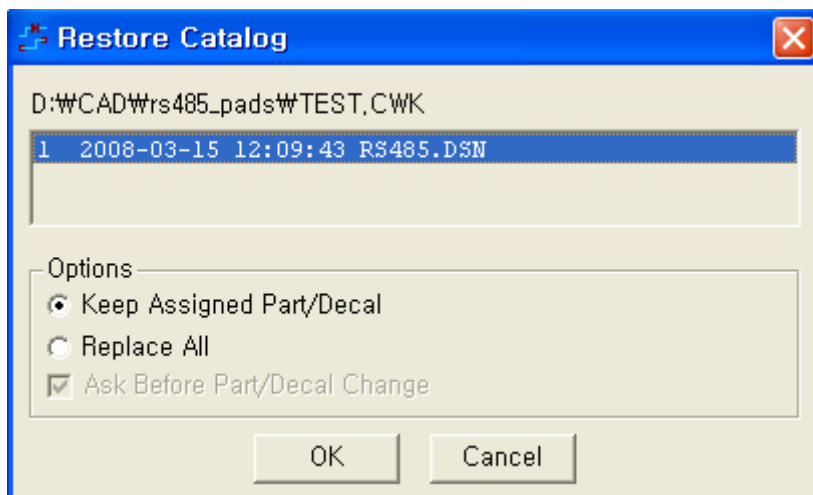 Restore Catalog
D:₩CAD₩rs485_pads₩TEST.CWK
1 2008-03-15 12:09:43 RS485.DSN
Options
Keep Assigned Part/Decal
Replace All
Ask Before Part/Decal Change
OK Cancel